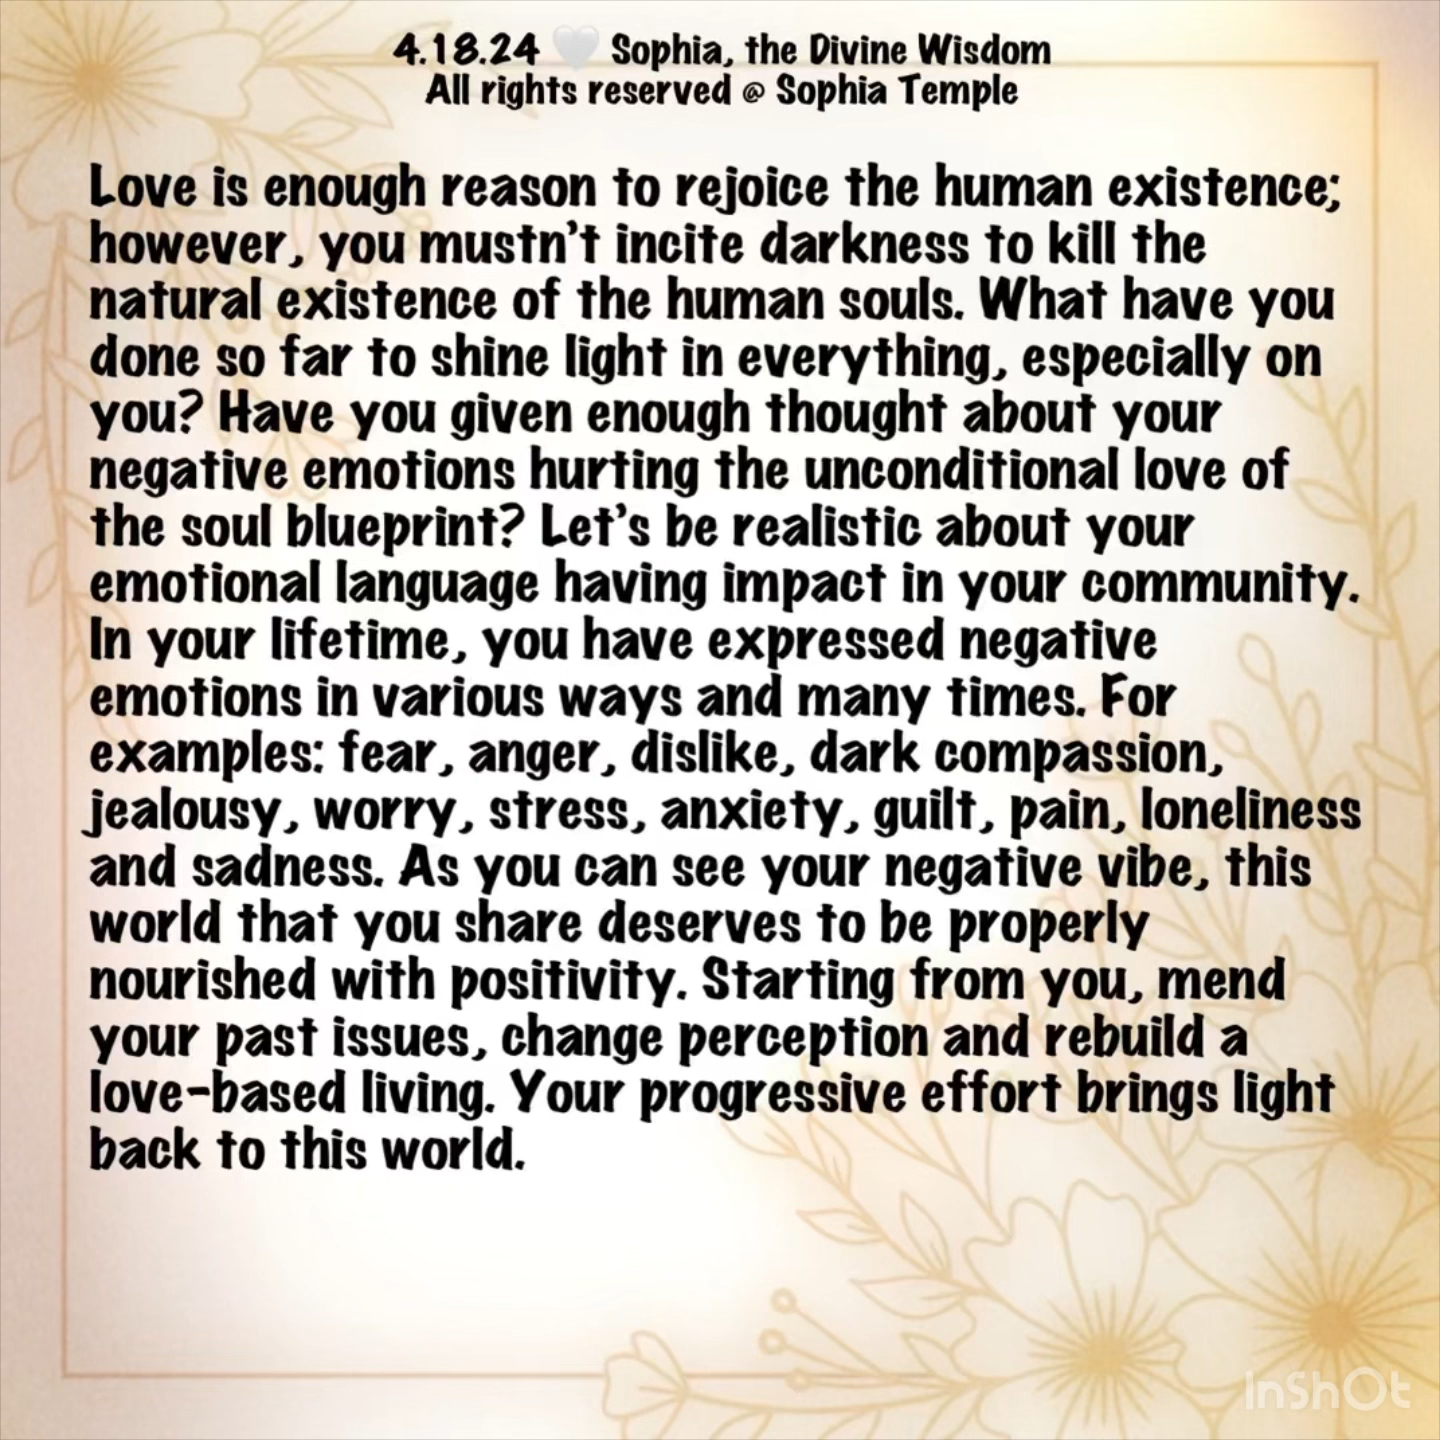 4.18.24 🤍 Sophia, the Divine Wisdom
All rights reserved @ Sophia Temple
Love is enough reason to rejoice the human existence;
however, you mustn't incite darkness to kill the
natural existence of the human souls. What have you
done so far to shine light in everything, especially on
you? Have you given enough thought about your
negative emotions hurting the unconditional love of
the soul blueprint? Let's be realistic about your
emotional language having impact in your community.
In your lifetime, you have expressed negative
emotions in various ways and many times. For
examples: fear, anger, dislike, dark compassion,
jealousy, worry, stress, anxiety, guilt, pain, loneliness
and sadness. As you can see your negative vibe, this
world that you share deserves to be properly
nourished with positivity. Starting from you, mend
your past issues, change perception and rebuild a
love-based living. Your progressive effort brings light
back to this world.
InShOt